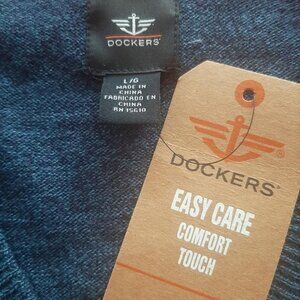 DOCKERS
L/G
MADE IN
CHINA
FABRICADO EN
CHINA
RN 15610
DOCKERS
EASY CARE
COMFORT
TOUCH